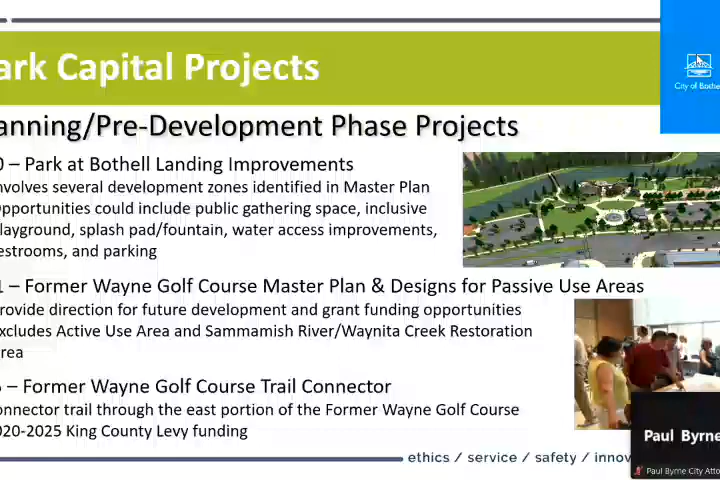 ark Capital Projects
City of Bothe
anning/Pre-Development Phase Projects
0 – Park at Bothell Landing Improvements
nvolves several development zones identified in Master Plan
pportunities could include public gathering space, inclusive
layground, splash pad/fountain, water access improvements,
estrooms, and parking
1 – Former Wayne Golf Course Master Plan & Designs for Passive Use Areas
rovide direction for future development and grant funding opportunities
xcludes Active Use Area and Sammamish River/Waynita Creek Restoration
rea
– Former Wayne Golf Course Trail Connector
onnector trail through the east portion of the Former Wayne Golf Course
020-2025 King County Levy funding
ethics / service / safety / innov
Paul Byrne
Paul Byrne City Atto